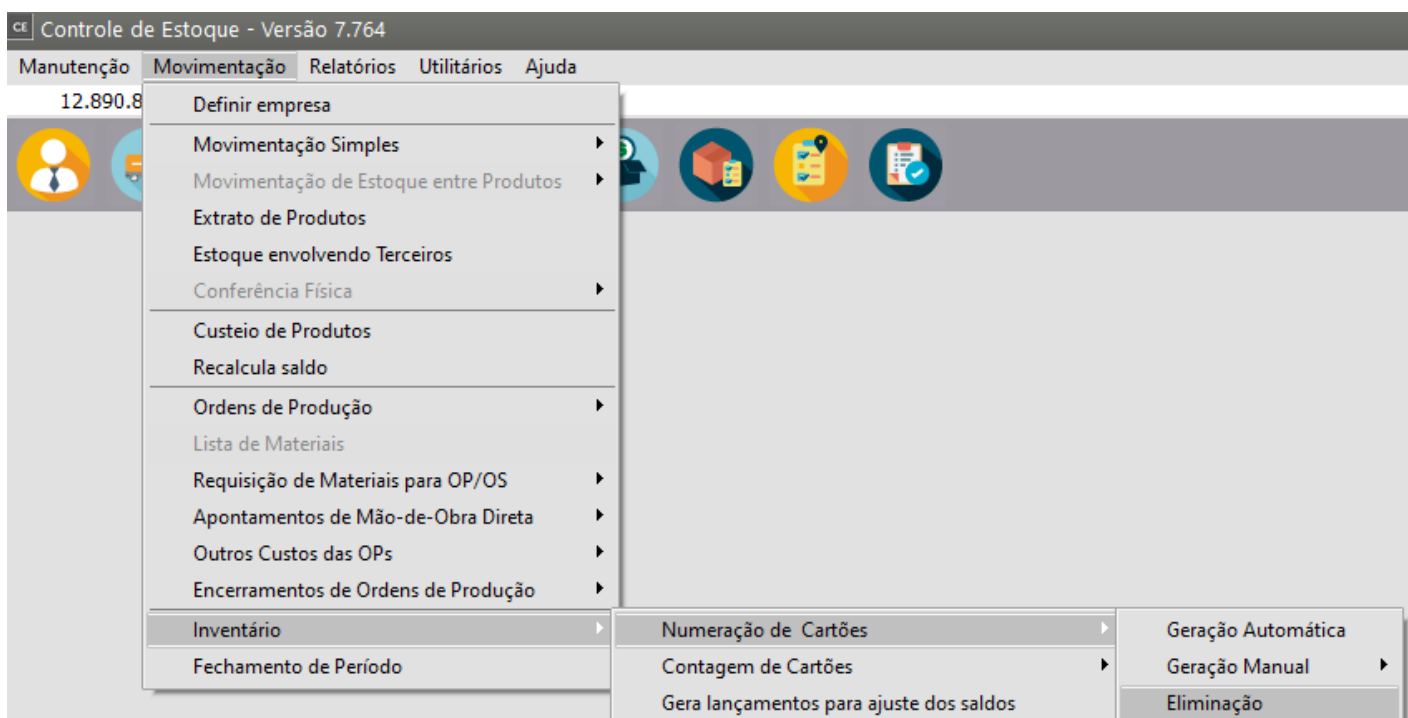 CE Controle de Estoque - Versão 7.764
Manutenção Movimentação Relatórios Utilitários Ajuda
12.890.8
Definir empresa
Movimentação Simples
Movimentação de Estoque entre Produtos
Extrato de Produtos
Estoque envolvendo Terceiros
Conferência Física
Custeio de Produtos
Recalcula saldo
Ordens de Produção
Lista de Materiais
Requisição de Materiais para OP/OS
Apontamentos de Mão-de-Obra Direta
Outros Custos das OPs
Encerramentos de Ordens de Produção
Inventário
Fechamento de Período
Numeração de Cartões
Contagem de Cartões
Gera lançamentos para ajuste dos saldos
Geração Automática
Geração Manual
Eliminação